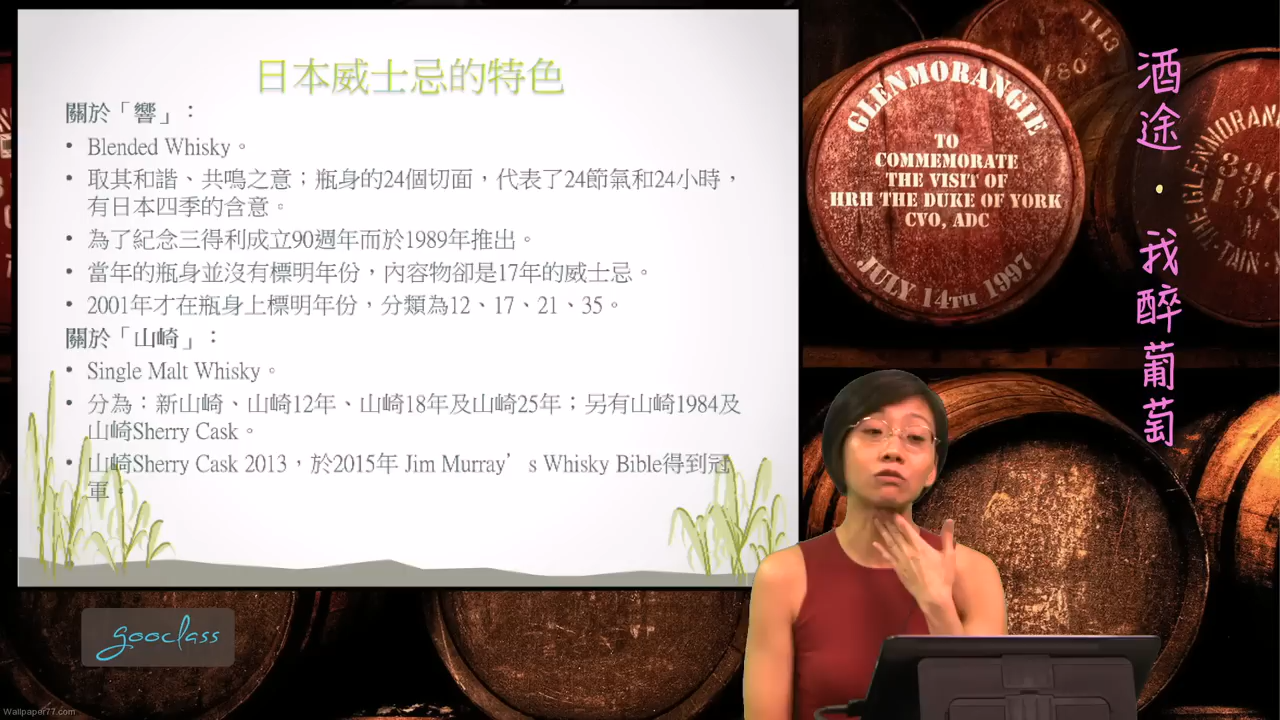 日本威士忌的特色
關於「響」：
• Blended Whisky。
• 取其和諧、共鳴之意；瓶身的24個切面，代表了24節氣和24小時，
有日本四季的含意。
• 為了紀念三得利成立90週年而於1989年推出。
• 當年的瓶身並沒有標明年份，內容物卻是17年的威士忌。
• 2001年才在瓶身上標明年份，分類為12、17、21、35。
關於「山崎」：
• Single Malt Whisky。
• 分為：新山崎、山崎12年、山崎18年及山崎25年；另有山崎1984及
山崎Sherry Cask。
• 山崎Sherry Cask 2013，於2015年 Jim Murray’s Whisky Bible得到冠
軍。
GLENMORANGIE
TO
COMMEMORATE
THE VISIT OF
HRH THE DUKE OF YORK
CVO, ADC
JULY 14TH 1997
1113
酒途・我醉葡萄
gooclass
Wallpaper77.com